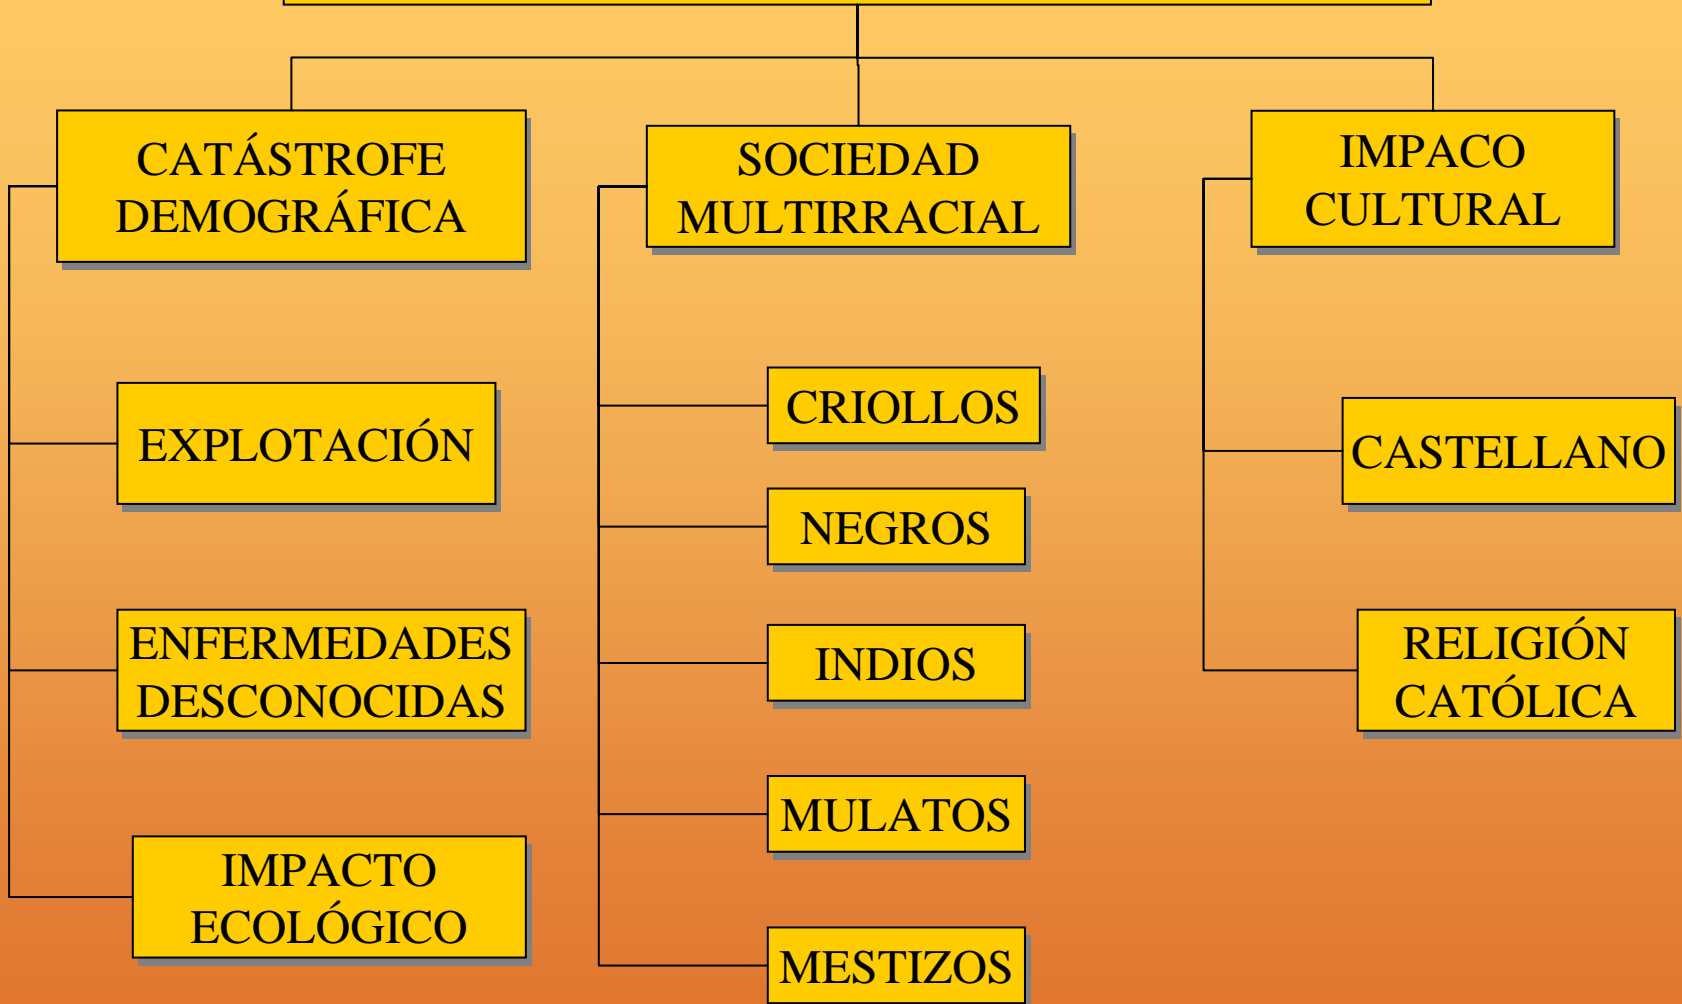 CATÁSTROFE
DEMOGRÁFICA
EXPLOTACIÓN
ENFERMEDADES
DESCONOCIDAS
IMPACTO
ECOLÓGICO
SOCIEDAD
MULTIRRACIAL
CRIOLLOS
NEGROS
INDIOS
MULATOS
MESTIZOS
IMPACO
CULTURAL
CASTELLANO
RELIGIÓN
CATÓLICA